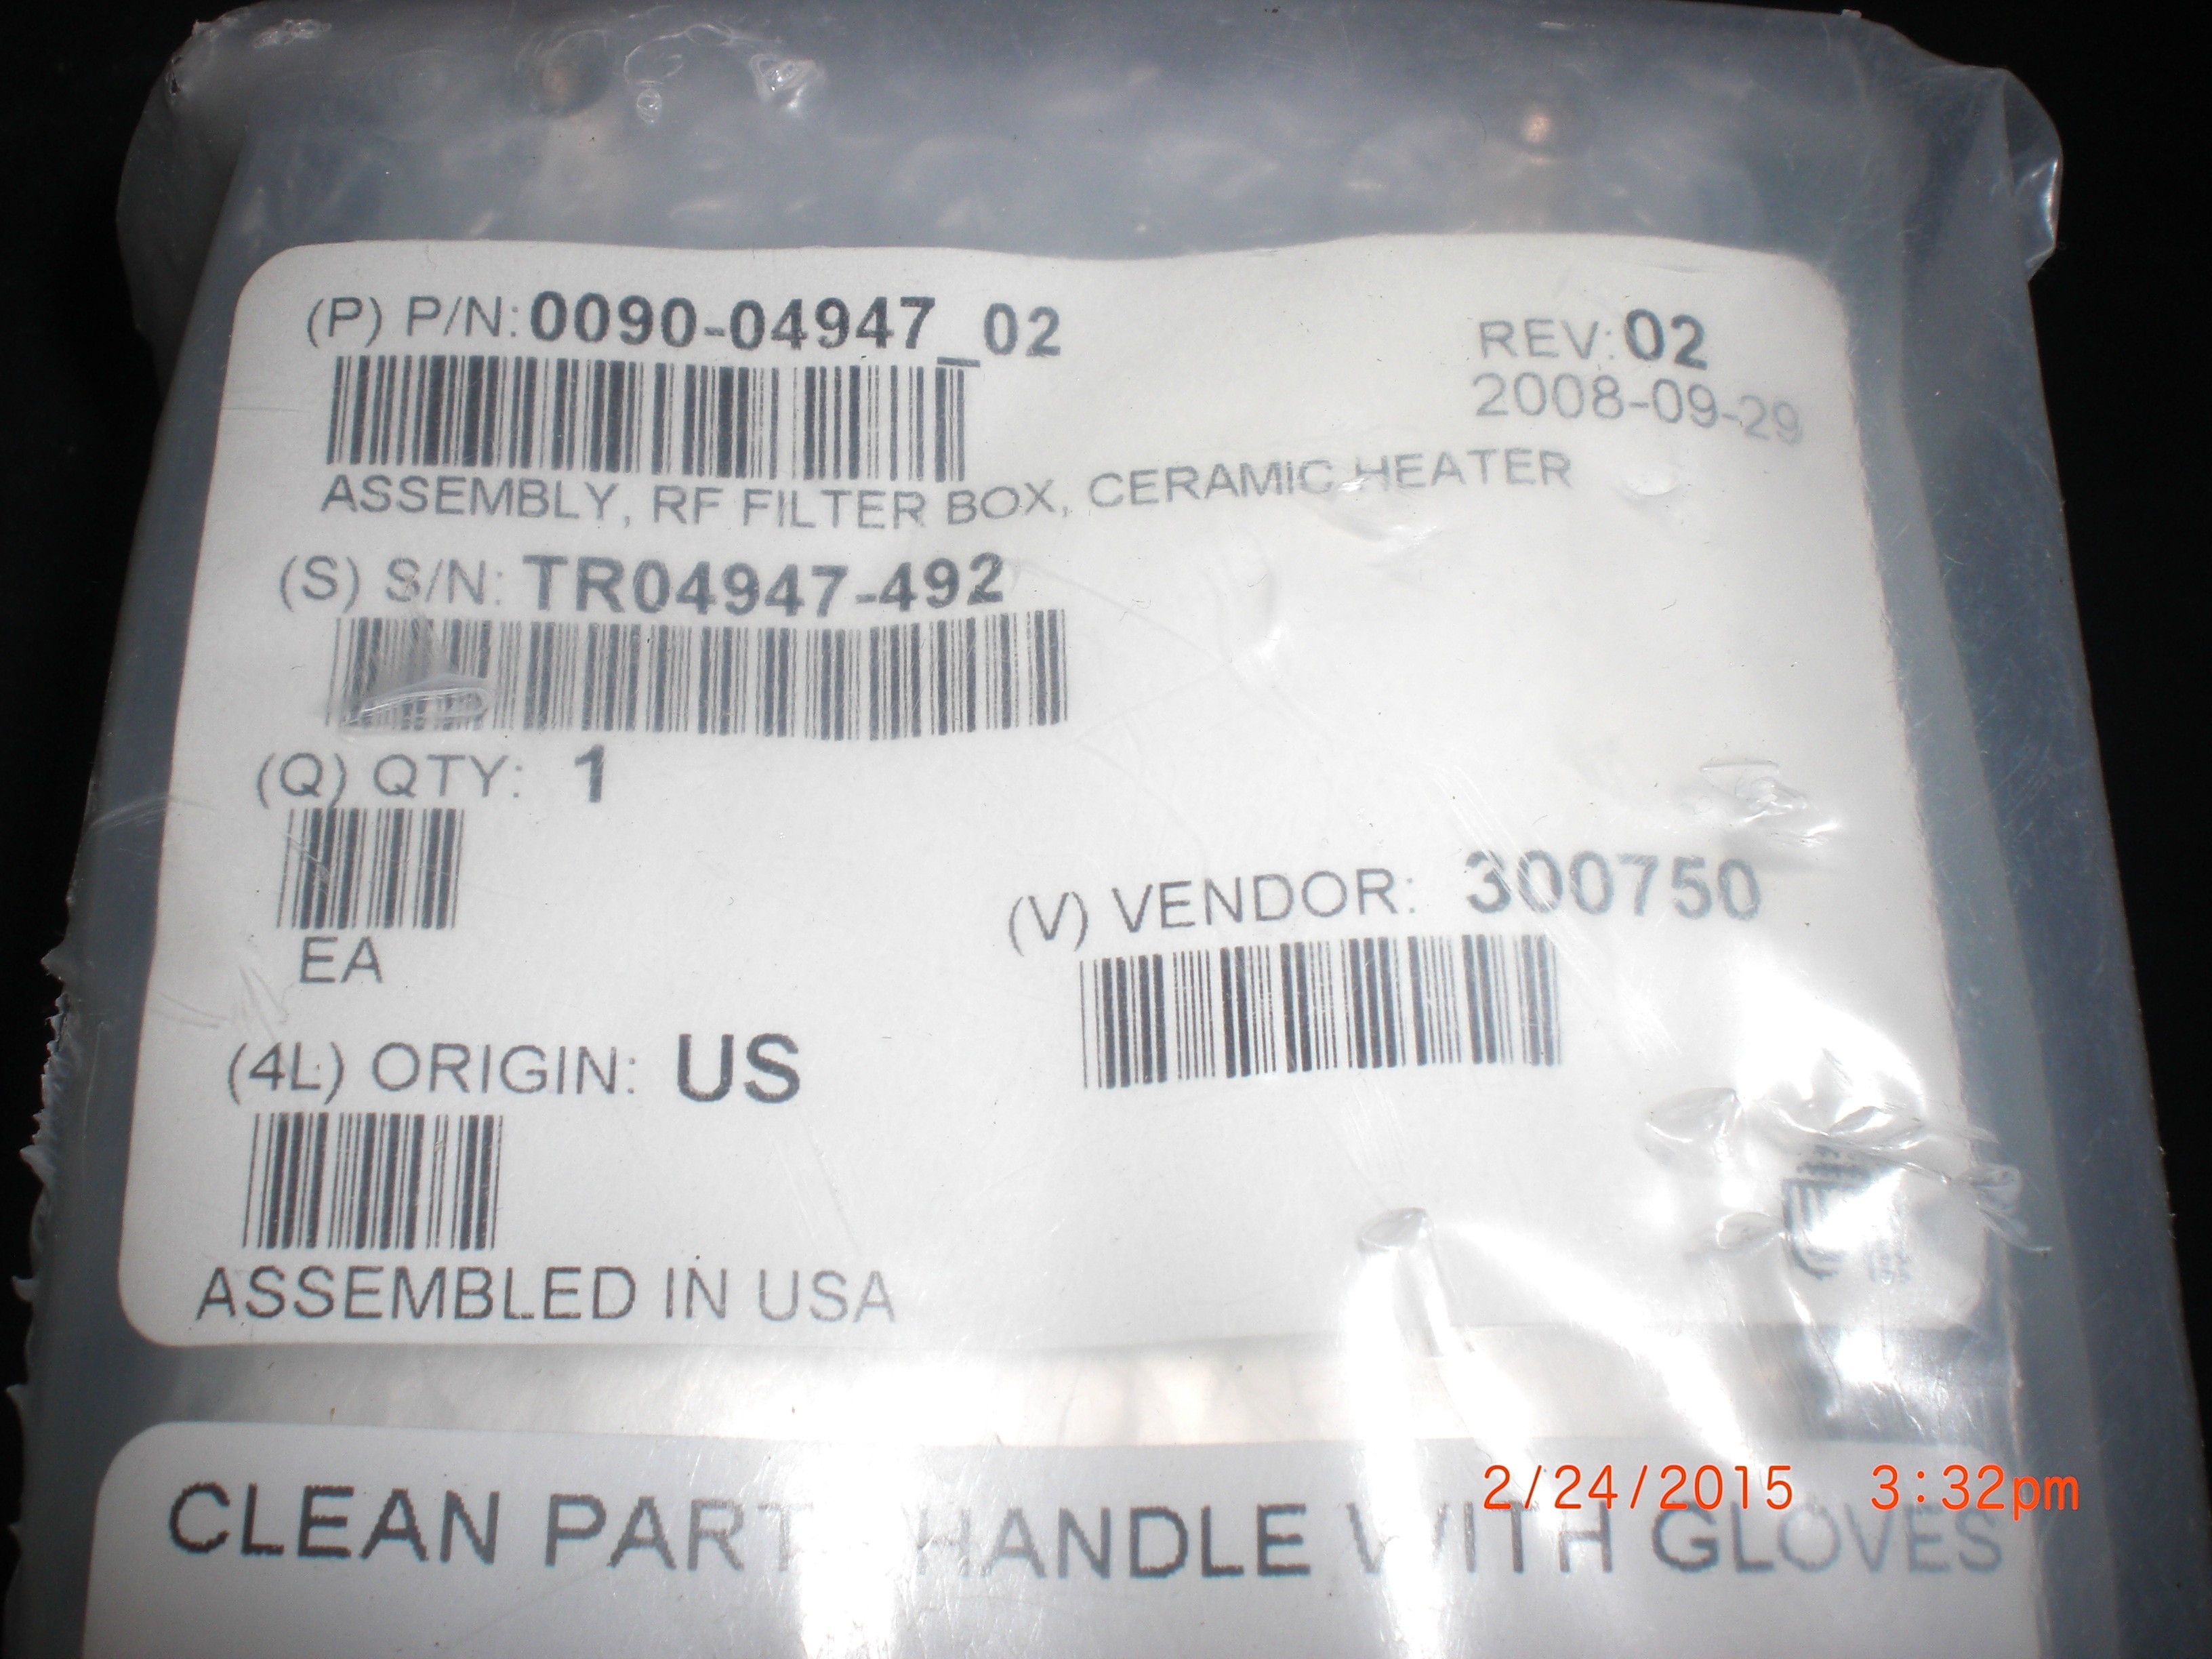 (P) P/N: 0090-04947_02
REV: 02
2008-09-29
ASSEMBLY, RF FILTER BOX, CERAMIC HEATER
(S) S/N: TR04947-492
(Q) QTY: 1
EA
(V) VENDOR: 300750
(4L) ORIGIN: US
ASSEMBLED IN USA
2/24/2015 3:32pm
CLEAN PART HANDLE WITH GLOVES